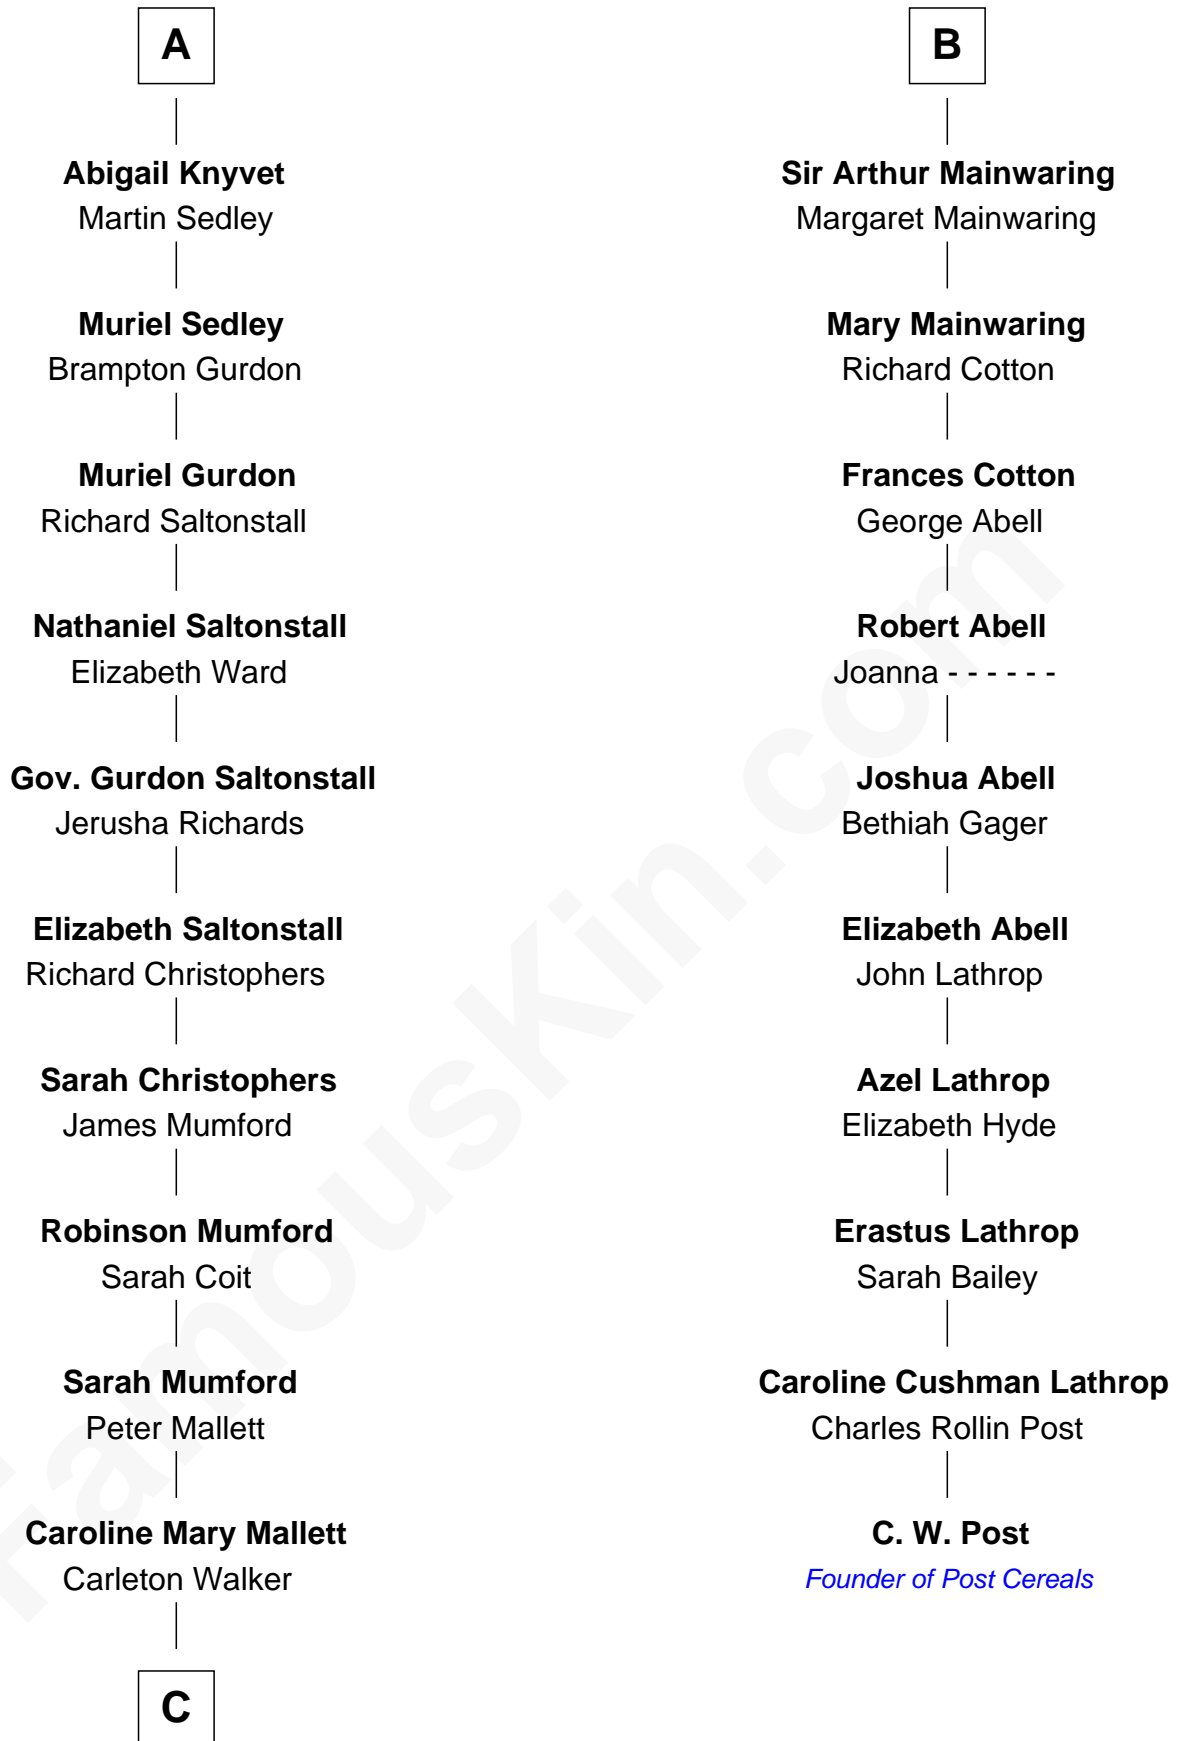 A
Abigail Knyvet
Martin Sedley
Muriel Sedley
Brampton Gurdon
Muriel Gurdon
Richard Saltonstall
Nathaniel Saltonstall
Elizabeth Ward
Gov. Gurdon Saltonstall
Jerusha Richards
Elizabeth Saltonstall
Richard Christophers
Sarah Christophers
James Mumford
Robinson Mumford
Sarah Coit
Sarah Mumford
Peter Mallett
Caroline Mary Mallett
Carleton Walker
C
B
Sir Arthur Mainwaring
Margaret Mainwaring
Mary Mainwaring
Richard Cotton
Frances Cotton
George Abell
Robert Abell
Joanna - - - - - -
Joshua Abell
Bethiah Gager
Elizabeth Abell
John Lathrop
Azel Lathrop
Elizabeth Hyde
Erastus Lathrop
Sarah Bailey
Caroline Cushman Lathrop
Charles Rollin Post
C. W. Post
Founder of Post Cereals
FamousKin.com